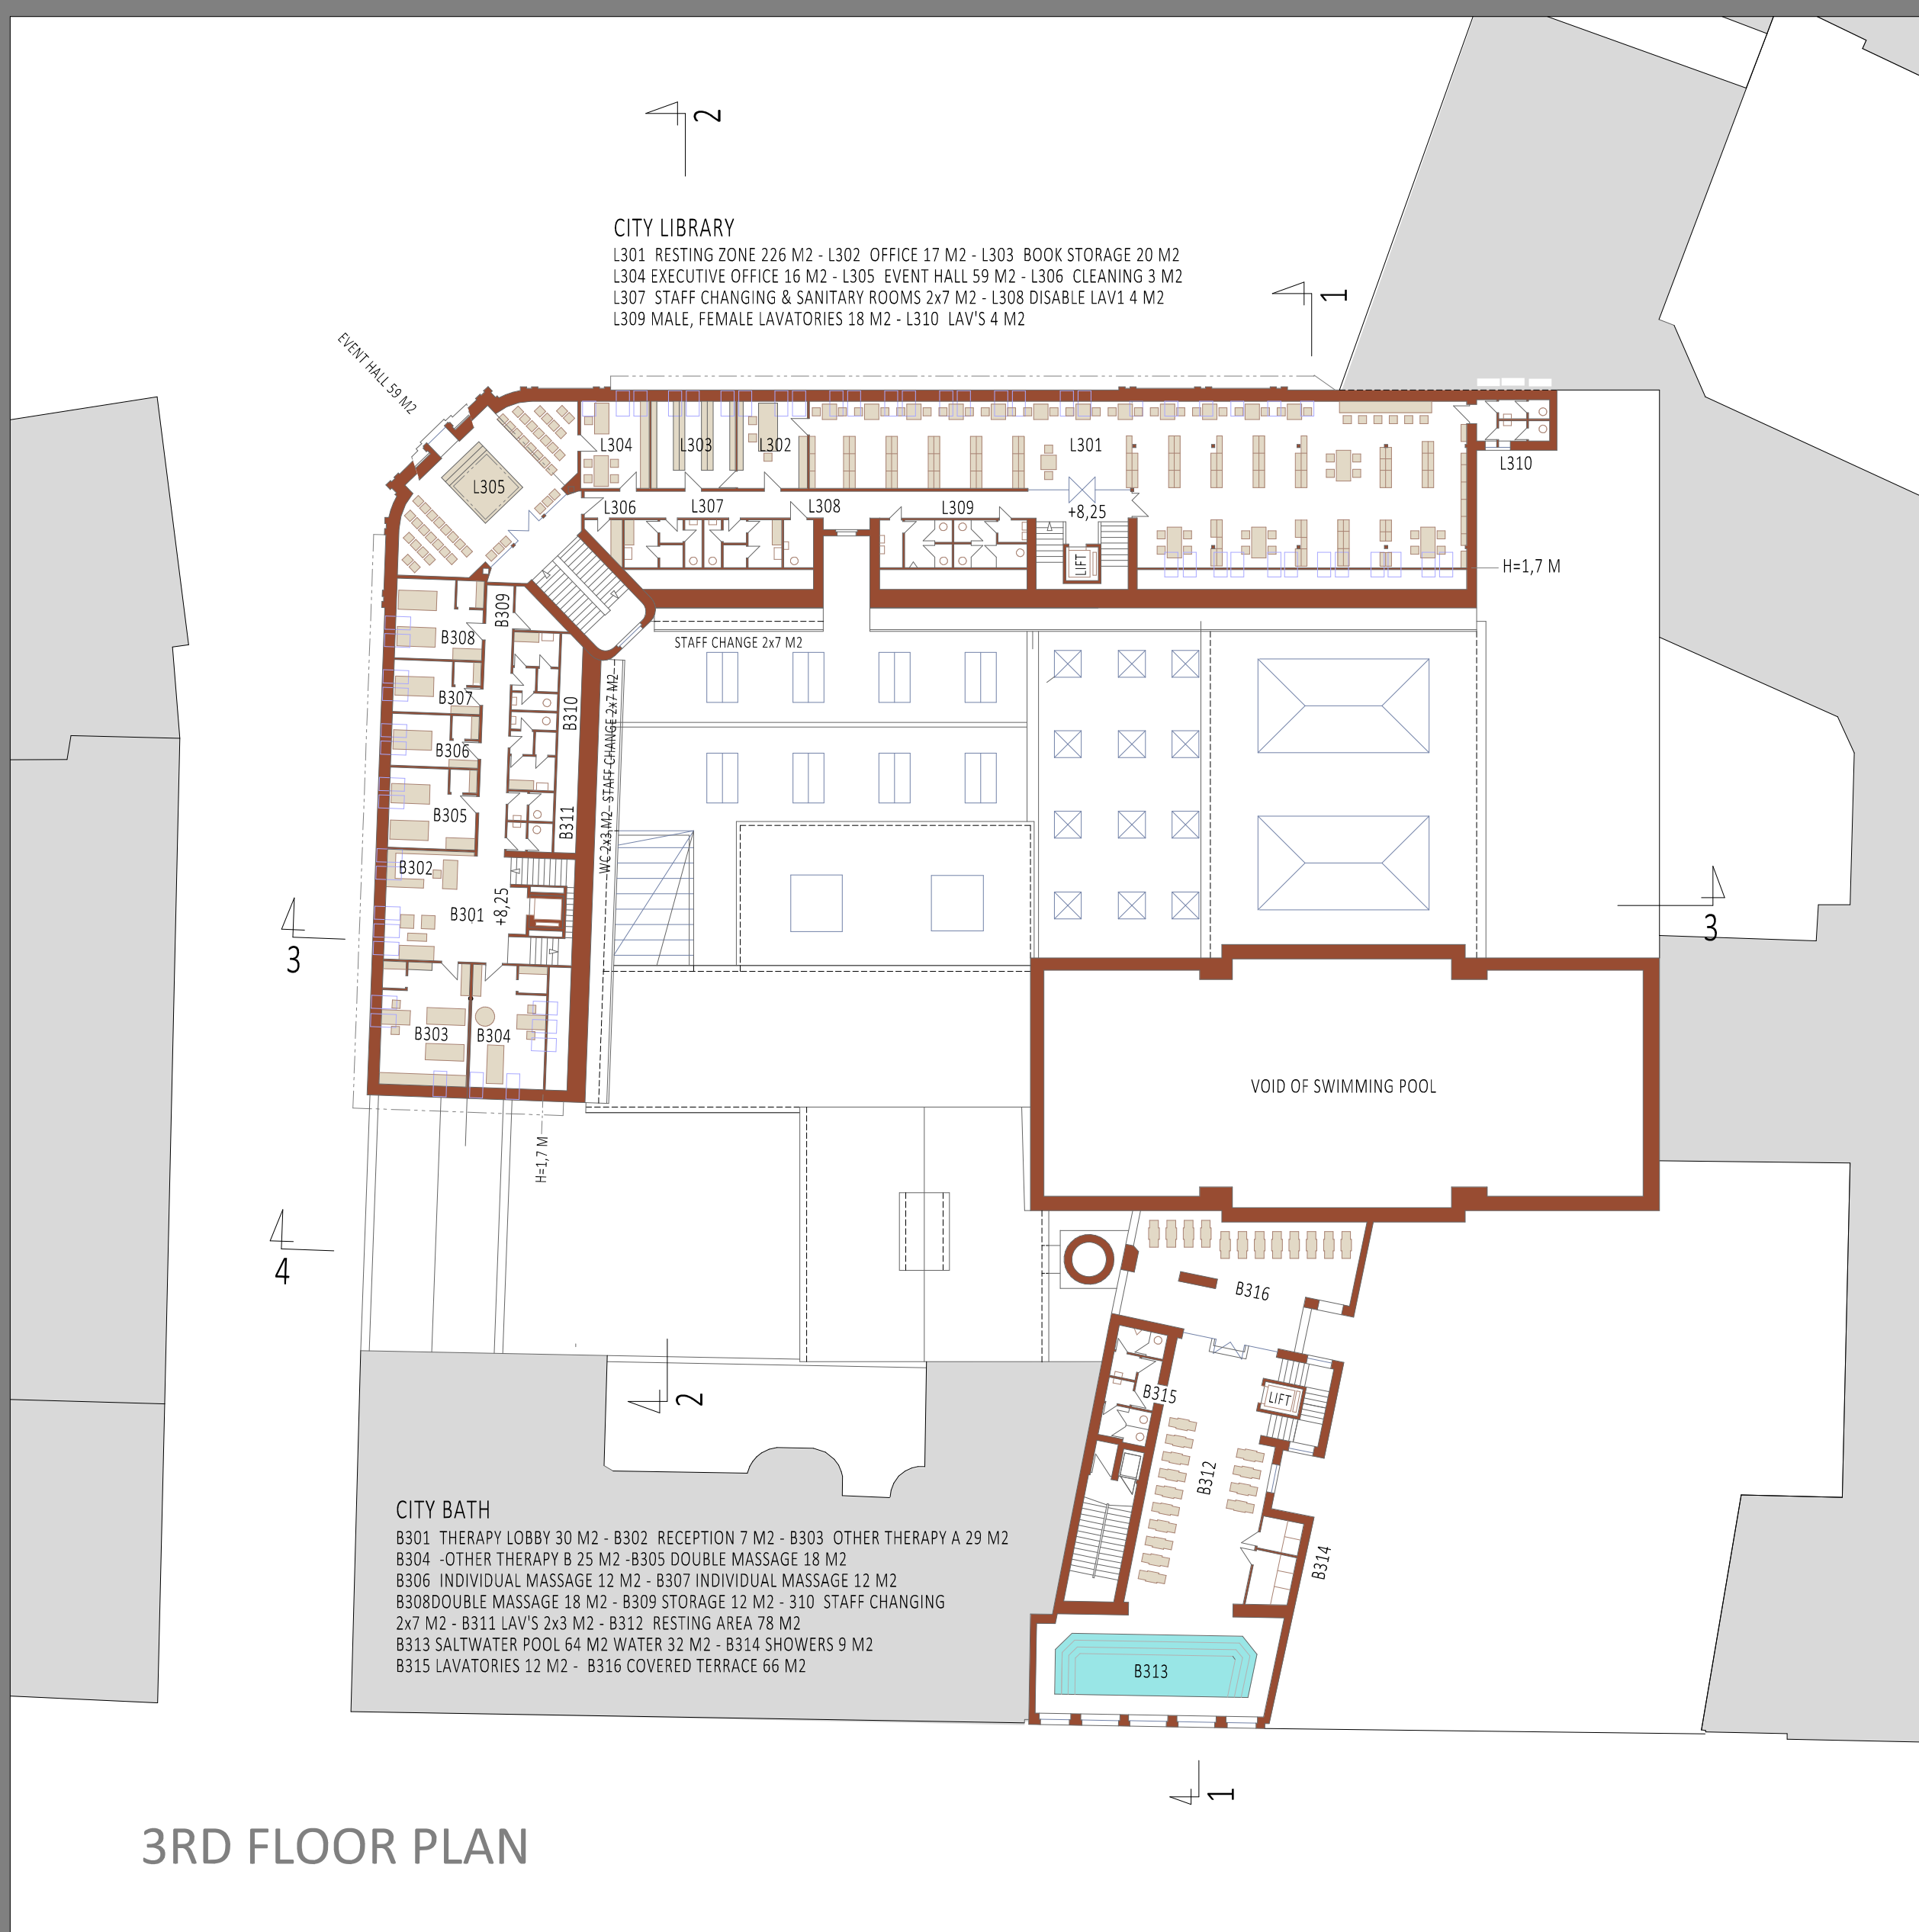 2
CITY LIBRARY
L301 RESTING ZONE 226 M2 - L302 OFFICE 17 M2 - L303 BOOK STORAGE 20 M2
L304 EXECUTIVE OFFICE 16 M2 - L305 EVENT HALL 59 M2 - L306 CLEANING 3 M2
L307 STAFF CHANGING & SANITARY ROOMS 2x7 M2 - L308 DISABLE LAV1 4 M2
L309 MALE, FEMALE LAVATORIES 18 M2 - L310 LAV'S 4 M2
1
EVENT HALL 59 M2
L304
L303
L302
L301
L310
L305
L306
L307
L308
L309
+8,25
LIFT
H=1,7 M
B309
B308
STAFF CHANGE 2x7 M2
B307
B310
B306
WC 2x3 M2- STAFF CHANGE 2x7 M2
B305
B311
B302
B301
+8,25
3
3
B303
B304
VOID OF SWIMMING POOL
H=1,7 M
4
B316
2
B315
LIFT
B312
B314
B313
CITY BATH
B301 THERAPY LOBBY 30 M2 - B302 RECEPTION 7 M2 - B303 OTHER THERAPY A 29 M2
B304 -OTHER THERAPY B 25 M2 -B305 DOUBLE MASSAGE 18 M2
B306 INDIVIDUAL MASSAGE 12 M2 - B307 INDIVIDUAL MASSAGE 12 M2
B308DOUBLE MASSAGE 18 M2 - B309 STORAGE 12 M2 - 310 STAFF CHANGING
2x7 M2 - B311 LAV'S 2x3 M2 - B312 RESTING AREA 78 M2
B313 SALTWATER POOL 64 M2 WATER 32 M2 - B314 SHOWERS 9 M2
B315 LAVATORIES 12 M2 - B316 COVERED TERRACE 66 M2
1
3RD FLOOR PLAN